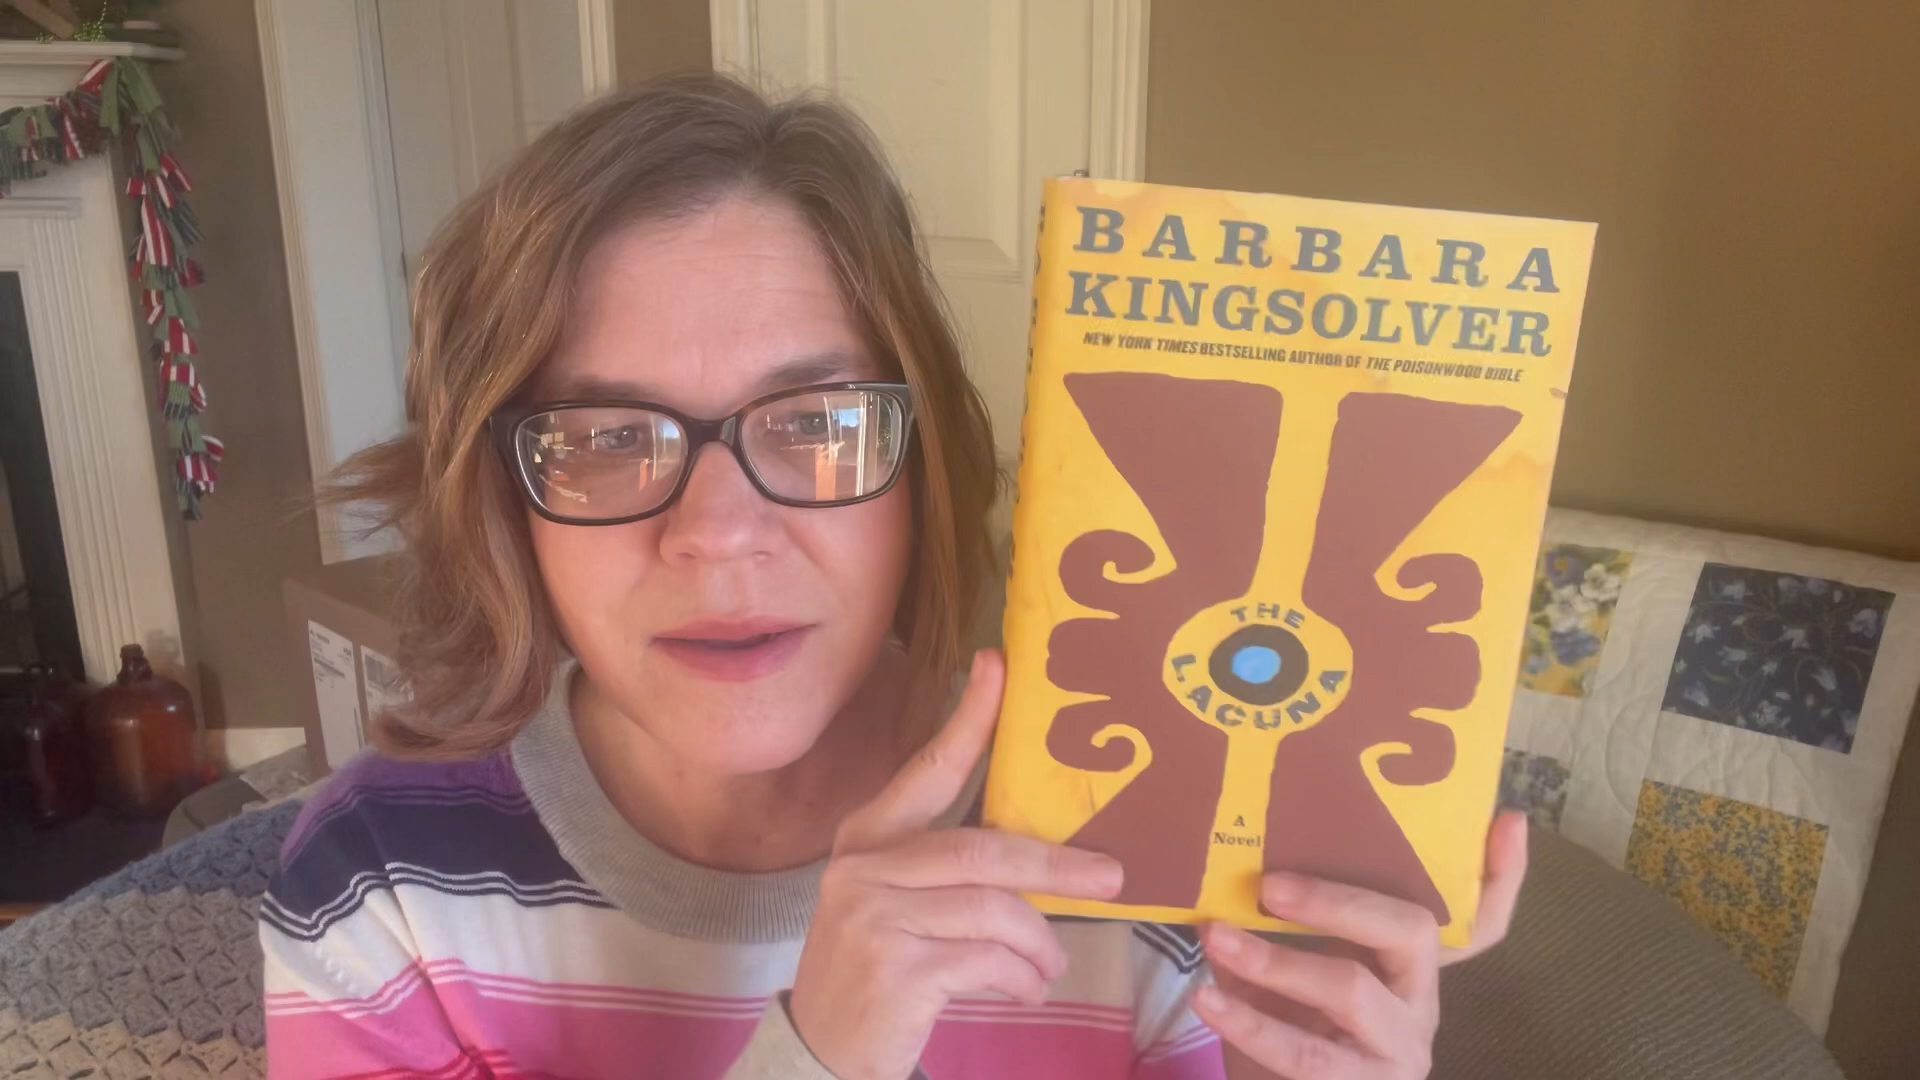 BARBARA
KINGSOLVER
NEW YORK TIMES BESTSELLING AUTHOR OF THE POISONWOOD BIBLE
THE
LACUNA
A
Novel